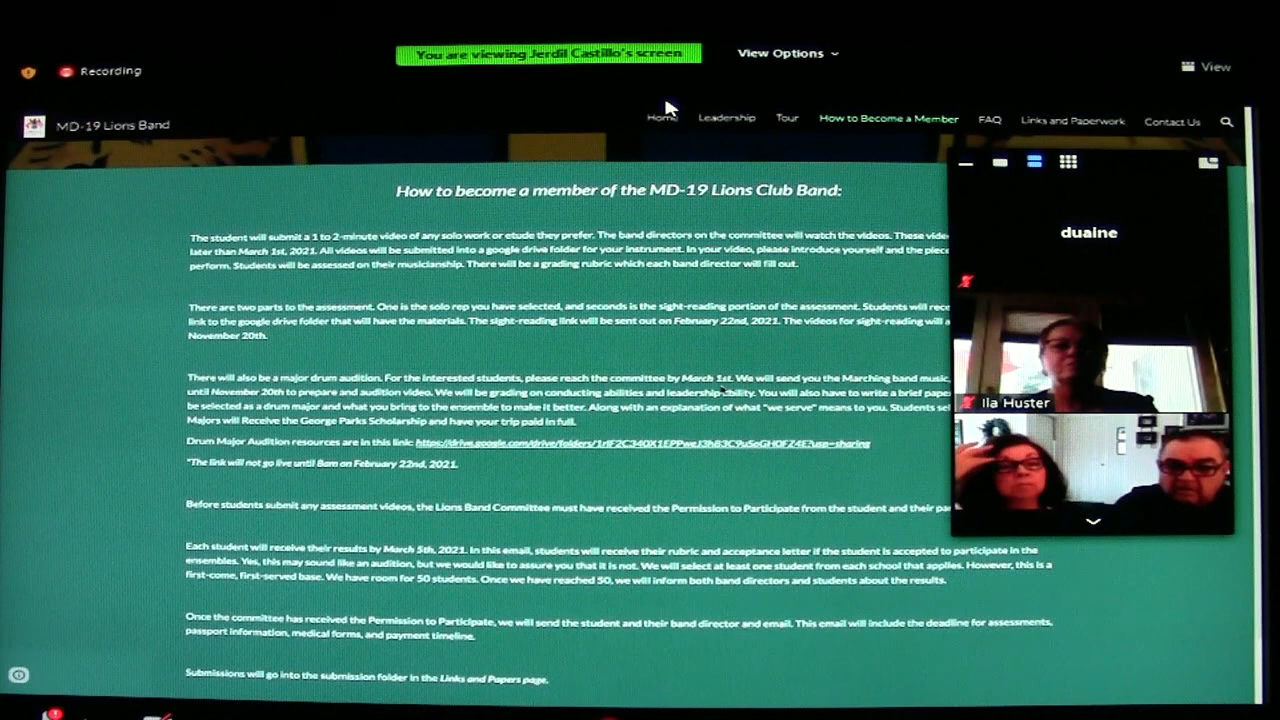 You are viewing Jerdil Castillo's screen
View Options
Recording
View
MD-19 Lions Band
Home Leadership Tour How to Become a Member FAQ Links and Paperwork Contact Us
How to become a member of the MD-19 Lions Club Band:
The student will submit a 1 to 2-minute video of any solo work or etude they prefer. The band directors on the committee will watch the videos. These
later than March 1st, 2021. All videos will be submitted into a google drive folder for your instrument. In your video, please introduce yourself and the
perform. Students will be assessed on their musicianship. There will be a grading rubric which each band director will fill out.
There are two parts to the assessment. One is the solo rep you have selected, and seconds is the sight-reading portion of the assessment. Students will
link to the google drive folder that will have the materials. The sight-reading link will be sent out on February 22nd, 2021. The videos for sight-reading will
November 20th.
There will also be a major drum audition. For the interested students, please reach the committee by March 1st. We will send you the Marching band music,
until November 20th to prepare and audition video. We will be grading on conducting abilities and leadership ability. You will also have to write a brief
be selected as a drum major and what you bring to the ensemble to make it better. Along with an explanation of what "we serve" means to you. Students
Majors will Receive the George Parks Scholarship and have your trip paid in full.
Drum Major Audition resources are in this link:
*The link will not go live until 8am on February 22nd, 2021.
Before students submit any assessment videos, the Lions Band Committee must have received the Permission to Participate from the student and their
Each student will receive their results by March 5th, 2021. In this email, students will receive their rubric and acceptance letter if the student is accepted to participate in the
ensembles. Yes, this may sound like an audition, but we would like to assure you that it is not. We will select at least one student from each school that applies. However, this is a
first-come, first-served base. We have room for 50 students. Once we have reached 50, we will inform both band directors and students about the results.
Once the committee has received the Permission to Participate, we will send the student and their band director and email. This email will include the deadline for assessments,
passport information, medical forms, and payment timeline.
Submissions will go into the submission folder in the Links and Papers page.
duaine
Ila Huster